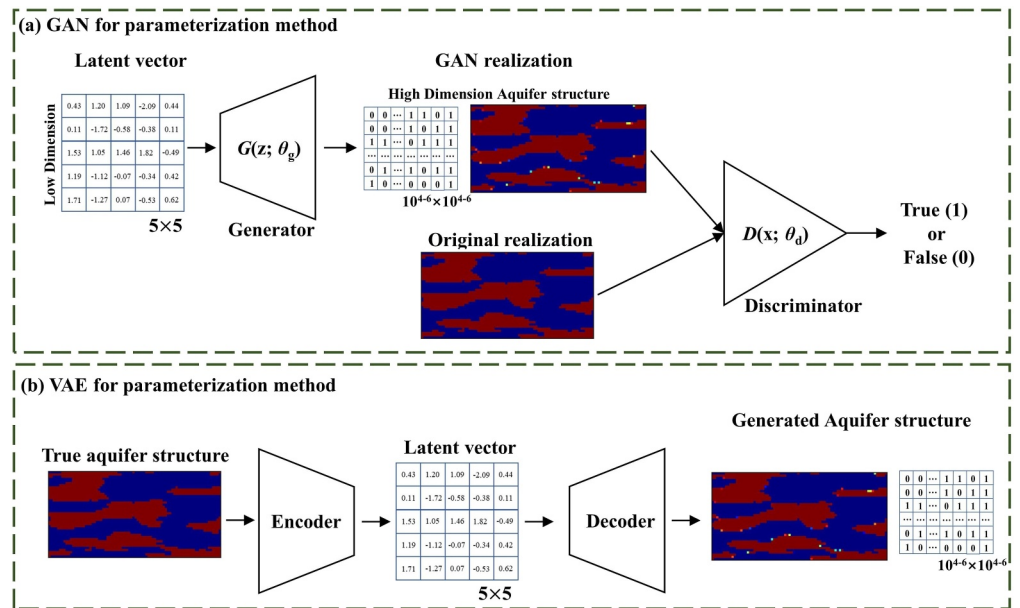 (a) GAN for parameterization method
Latent vector
GAN realization
High Dimension Aquifer structure
Low Dimension
0.43 1.20 1.09 -2.09 0.44
0.11 -1.72 -0.58 -0.38 0.11
1.53 1.05 1.46 1.82 -0.49
1.19 -1.12 -0.07 -0.34 0.42
1.71 -1.27 0.07 -0.53 0.62
5×5
G(z; θg)
Generator
0 0 ... 1 1 0 1
0 0 ... 1 0 1 1
1 1 ... 0 1 1 1
... ... ... ... ... ...
0 1 ... 1 0 1 1
1 0 ... 0 0 0 1
10⁴⁻⁶×10⁴⁻⁶
Original realization
D(x; θd)
Discriminator
True (1)
or
False (0)
(b) VAE for parameterization method
True aquifer structure
Encoder
Latent vector
0.43 1.20 1.09 -2.09 0.44
0.11 -1.72 -0.58 -0.38 0.11
1.53 1.05 1.46 1.82 -0.49
1.19 -1.12 -0.07 -0.34 0.42
1.71 -1.27 0.07 -0.53 0.62
5×5
Decoder
Generated Aquifer structure
0 0 ... 1 1 0 1
0 0 ... 1 0 1 1
1 1 ... 0 1 1 1
... ... ... ... ... ...
0 1 ... 1 0 1 1
1 0 ... 0 0 0 1
10⁴⁻⁶×10⁴⁻⁶